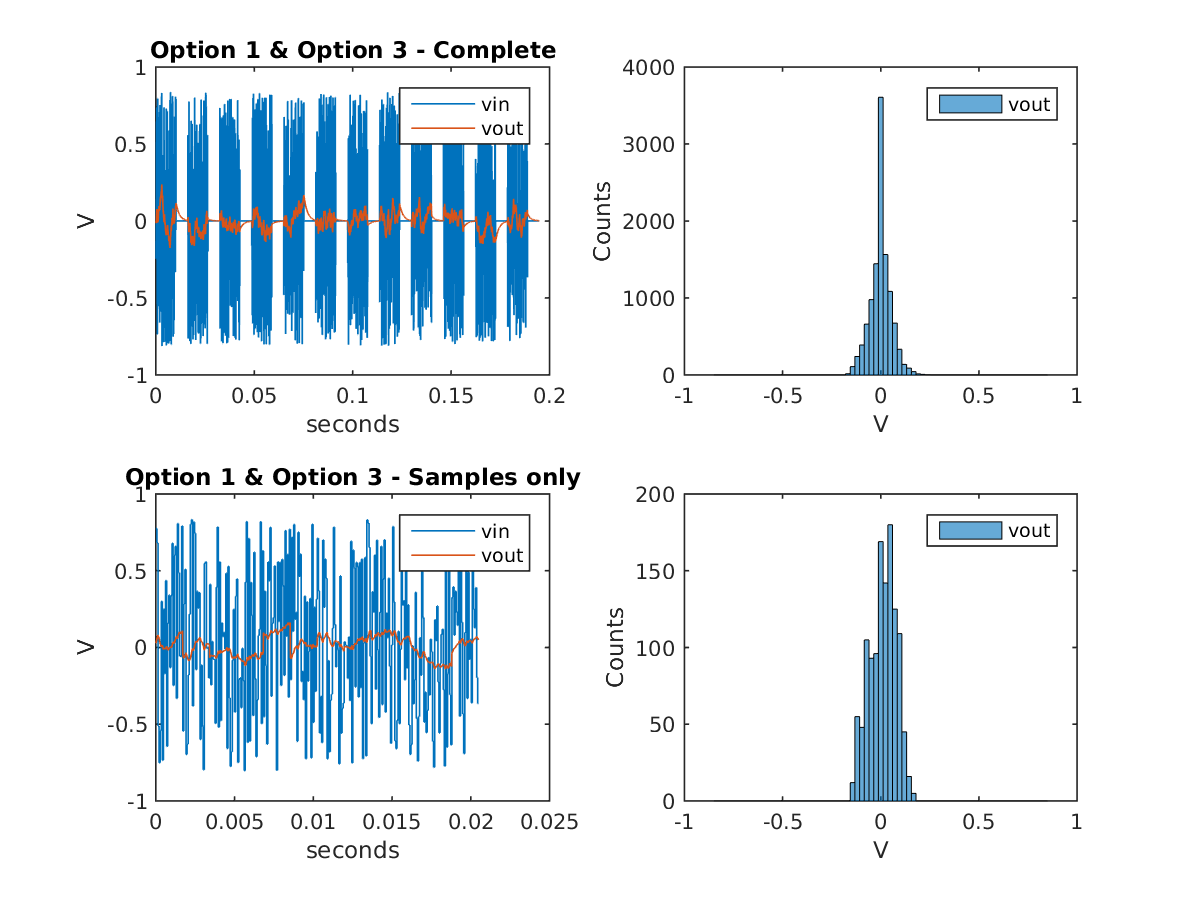 Option 1 & Option 3 - Complete
1
0.5
0
-0.5
-1
V
0 0.05 0.1 0.15 0.2
seconds
vin
vout
4000
3000
2000
1000
0
Counts
-1 -0.5 0 0.5 1
V
vout
Option 1 & Option 3 - Samples only
1
0.5
0
-0.5
-1
V
0 0.005 0.01 0.015 0.02 0.025
seconds
vin
vout
200
150
100
50
0
Counts
-1 -0.5 0 0.5 1
V
vout